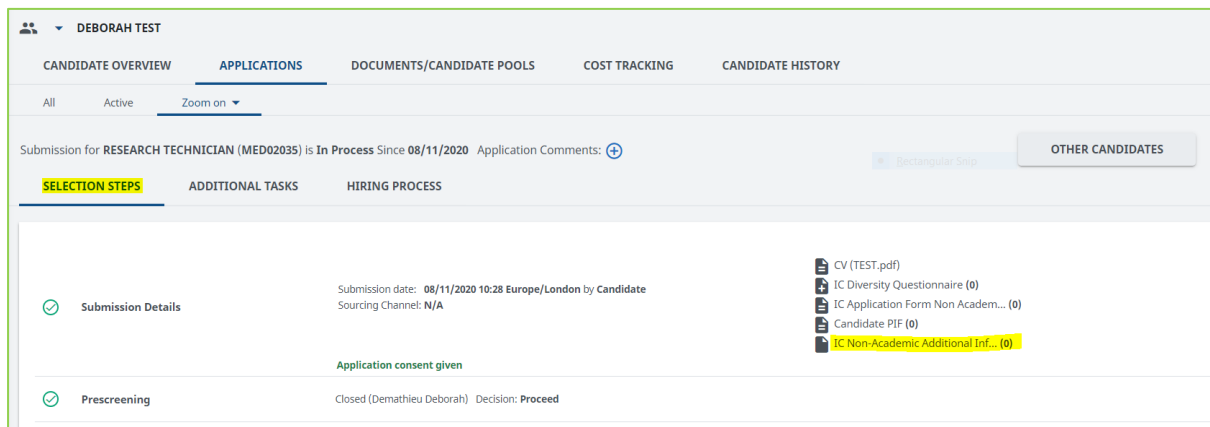 DEBORAH TEST
CANDIDATE OVERVIEW APPLICATIONS DOCUMENTS/CANDIDATE POOLS COST TRACKING CANDIDATE HISTORY
All Active Zoom on
Submission for RESEARCH TECHNICIAN (MED02035) is In Process Since 08/11/2020 Application Comments:
OTHER CANDIDATES
Rectangular Snip
SELECTION STEPS ADDITIONAL TASKS HIRING PROCESS
CV (TEST.pdf)
Submission date: 08/11/2020 10:28 Europe/London by Candidate
IC Diversity Questionnaire (0)
Submission Details
Sourcing Channel: N/A
IC Application Form Non Academ... (0)
Candidate PIF (0)
IC Non-Academic Additional Inf... (0)
Application consent given
Prescreening Closed (Demathieu Deborah) Decision: Proceed